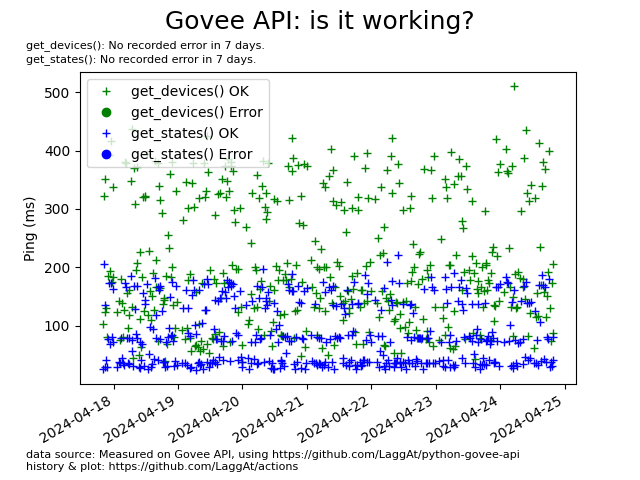 Govee API: is it working?
get_devices(): No recorded error in 7 days.
get_states(): No recorded error in 7 days.
get_devices() OK
get_devices() Error
get_states() OK
get_states() Error
500
400
300
200
100
Ping (ms)
2024-04-18
2024-04-19
2024-04-20
2024-04-21
2024-04-22
2024-04-23
2024-04-24
2024-04-25
data source: Measured on Govee API, using https://github.com/LaggAt/python-govee-api
history & plot: https://github.com/LaggAt/actions